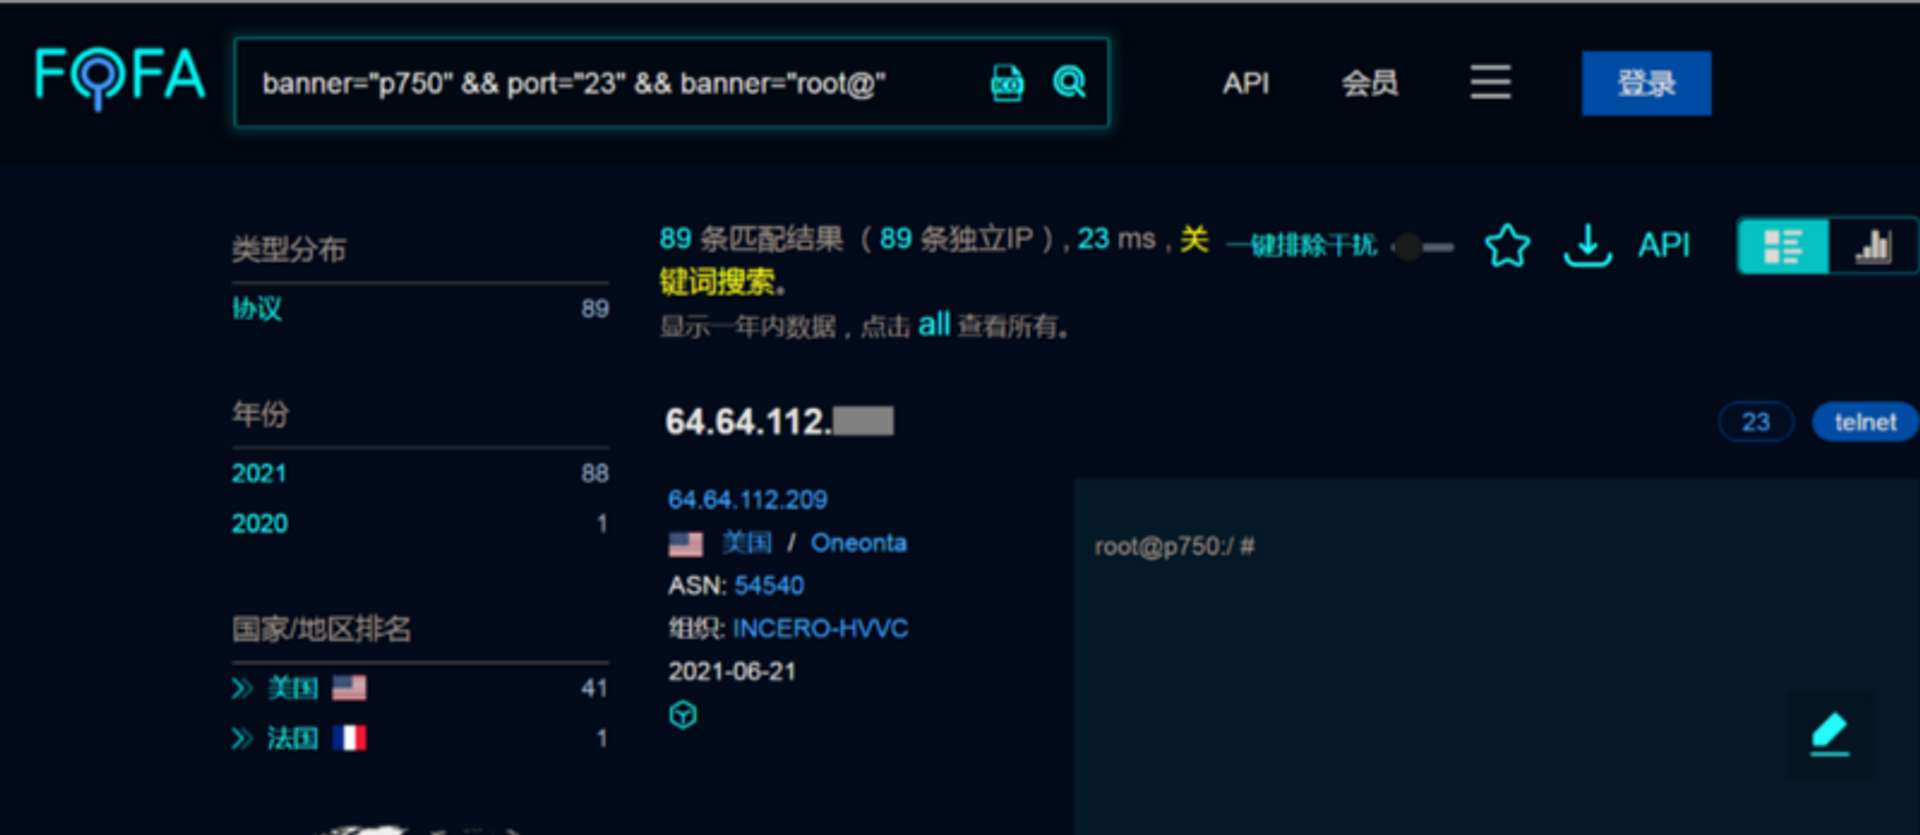 FOFA
banner="p750" && port="23" && banner="root@"
ICO
API
会员
登录
类型分布
协议 89
年份
2021 88
2020 1
国家/地区排名
美国 41
法国 1
89 条匹配结果 ( 89 条独立IP ) , 23 ms , 关
键词搜索。
显示一年内数据 , 点击 all 查看所有。
一键排除干扰
API
64.64.112.
23
telnet
64.64.112.209
美国 / Oneonta
ASN: 54540
组织: INCERO-HVVC
2021-06-21
root@p750:/ #